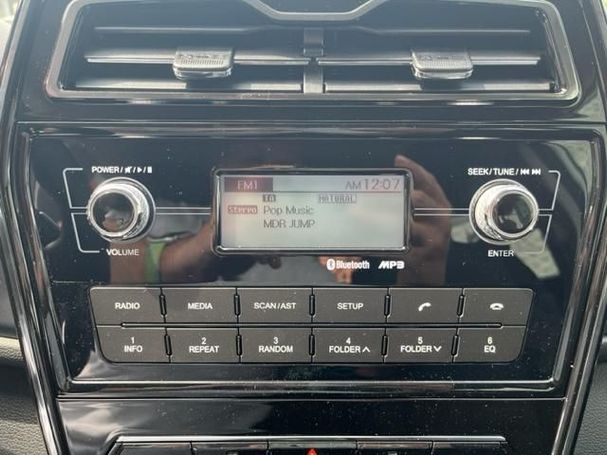 POWER / / SEEK / TUNE /
FM1 AM 12:07
TA NATURAL
Stereo Pop Music
MDR JUMP
VOLUME ENTER
Bluetooth MP3
RADIO MEDIA SCAN/AST SETUP
1 2 3 4 5 6
INFO REPEAT RANDOM FOLDER FOLDER EQ